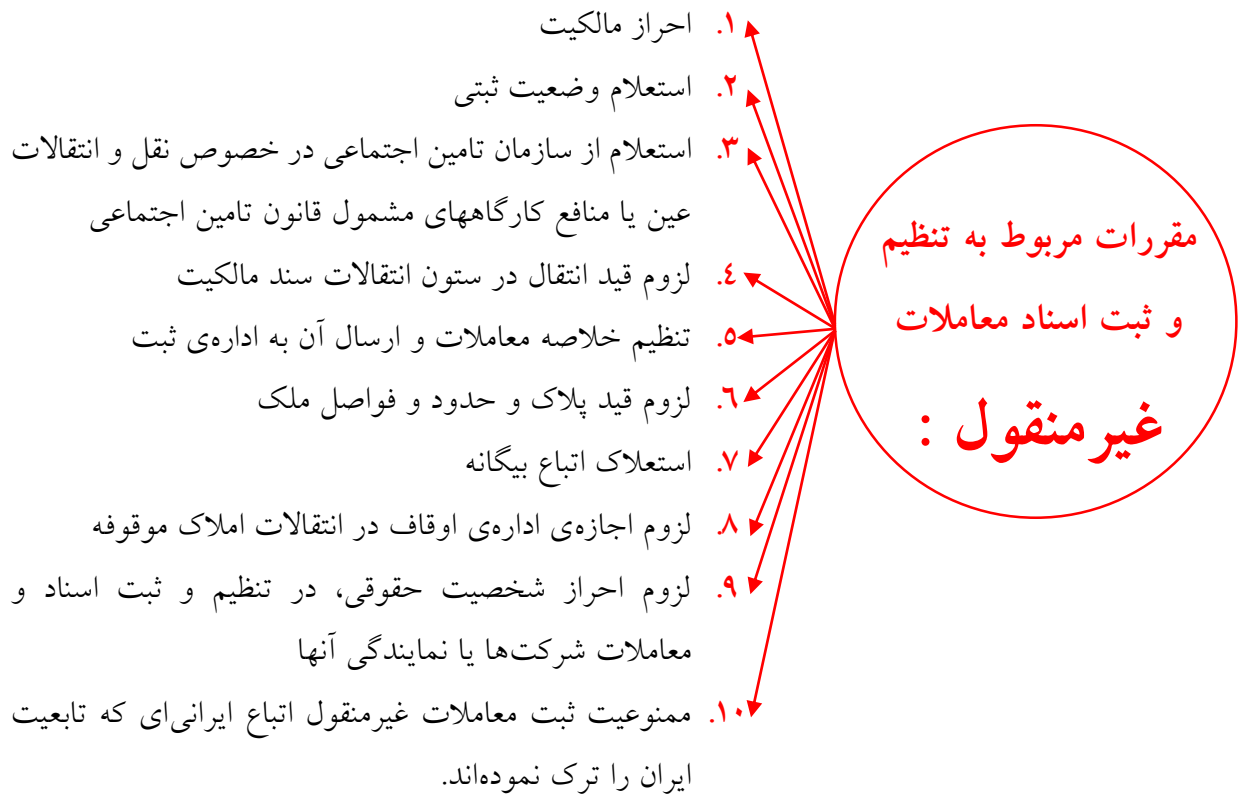 مقررات مربوط به تنظیم
و ثبت اسناد معاملات
غیرمنقول :
۱. احراز مالکیت
۲. استعلام وضعیت ثبتی
۳. استعلام از سازمان تامین اجتماعی در خصوص نقل و انتقالات
عین یا منافع کارگاههای مشمول قانون تامین اجتماعی
٤. لزوم قید انتقال در ستون انتقالات سند مالکیت
٥. تنظیم خلاصه معاملات و ارسال آن به اداره‌ی ثبت
٦. لزوم قید پلاک و حدود و فواصل ملک
۷. استعلاک اتباع بیگانه
۸. لزوم اجازه‌ی اداره‌ی اوقاف در انتقالات املاک موقوفه
۹. لزوم احراز شخصیت حقوقی، در تنظیم و ثبت اسناد و
معاملات شرکت‌ها یا نمایندگی آنها
۱۰. ممنوعیت ثبت معاملات غیرمنقول اتباع ایرانی‌ای که تابعیت
ایران را ترک نموده‌اند.